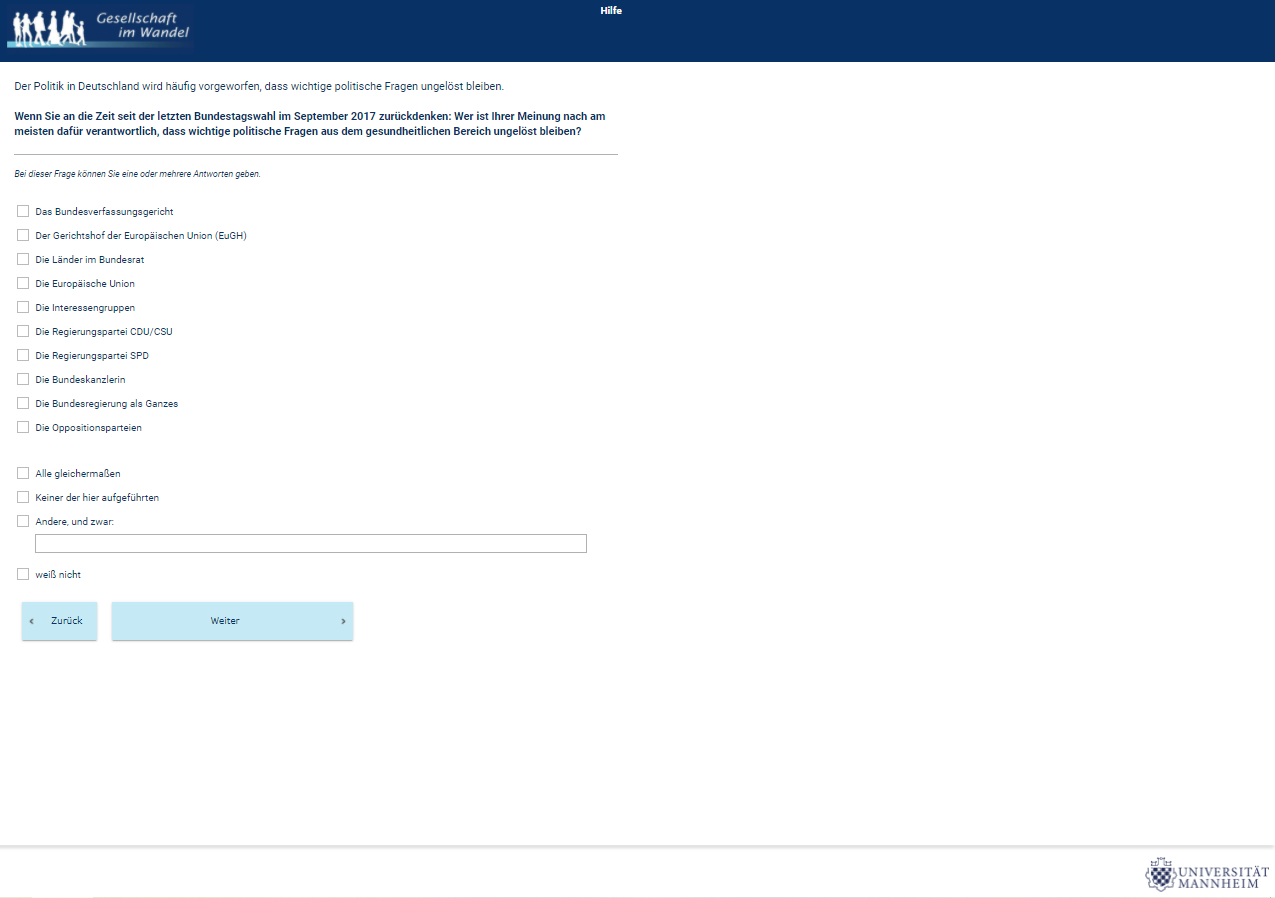 Gesellschaft
im Wandel
Hilfe
Der Politik in Deutschland wird häufig vorgeworfen, dass wichtige politische Fragen ungelöst bleiben.
Wenn Sie an die Zeit seit der letzten Bundestagswahl im September 2017 zurückdenken: Wer ist Ihrer Meinung nach am
meisten dafür verantwortlich, dass wichtige politische Fragen aus dem gesundheitlichen Bereich ungelöst bleiben?
Bei dieser Frage können Sie eine oder mehrere Antworten geben.
Das Bundesverfassungsgericht
Der Gerichtshof der Europäischen Union (EuGH)
Die Länder im Bundesrat
Die Europäische Union
Die Interessengruppen
Die Regierungspartei CDU/CSU
Die Regierungspartei SPD
Die Bundeskanzlerin
Die Bundesregierung als Ganzes
Die Oppositionsparteien
Alle gleichermaßen
Keiner der hier aufgeführten
Andere, und zwar:
weiß nicht
‹ Zurück
Weiter ›
UNIVERSITÄT
MANNHEIM